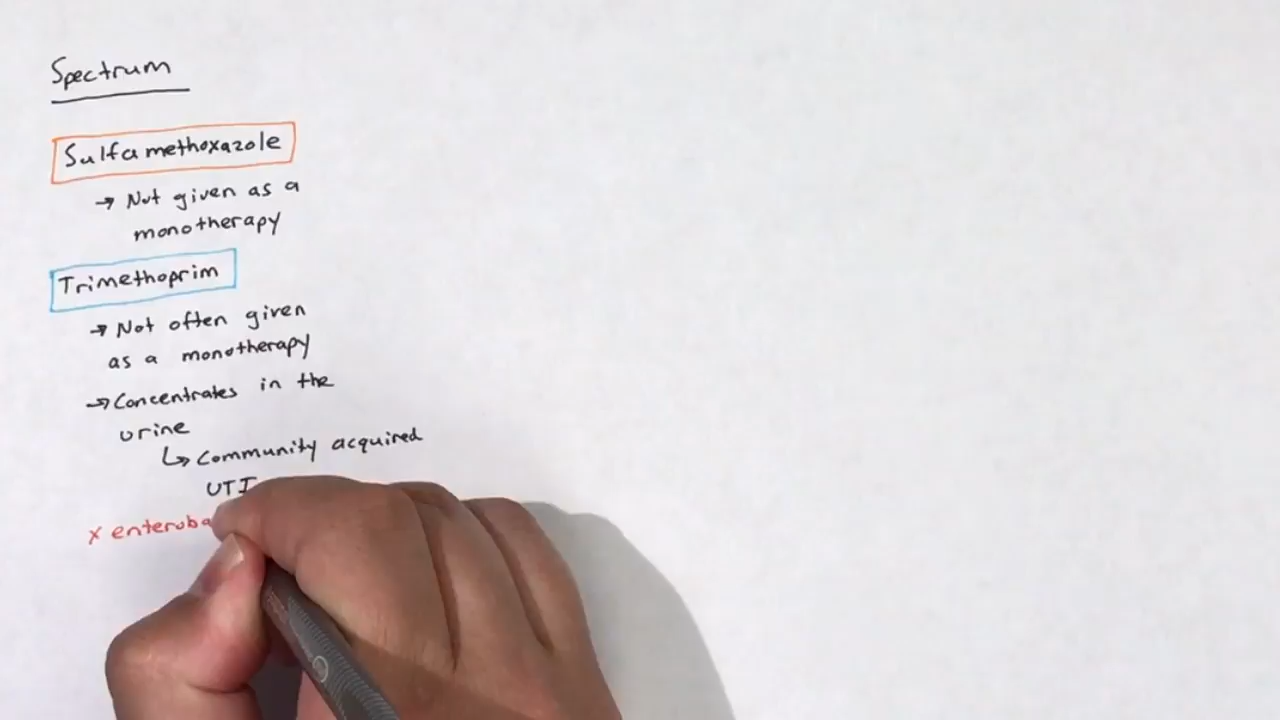 Spectrum
Sulfamethoxazole
→ Not given as a
monotherapy
Trimethoprim
→ Not often given
as a monotherapy
→ Concentrates in the
urine
↳ Community acquired
UTI
x enteroba